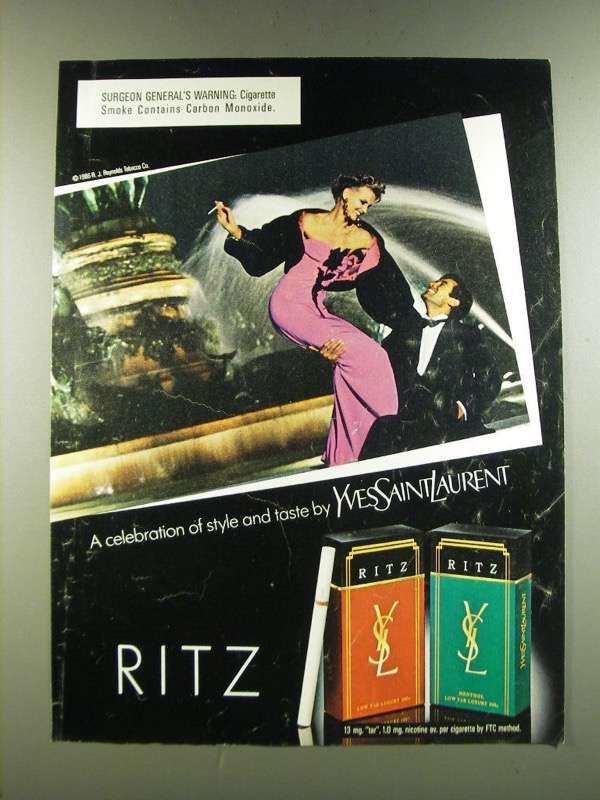 SURGEON GENERAL'S WARNING: Cigarette
Smoke Contains Carbon Monoxide.
© 1986 R. J. Reynolds Tobacco Co.
A celebration of style and taste by YVESSAINTLAURENT
RITZ
RITZ
YSL
LOW TAR LUXURY 100s
RITZ
YSL
MENTHOL
LOW TAR LUXURY 100s
YVESSAINTLAURENT
13 mg. "tar", 1.0 mg. nicotine av. per cigarette by FTC method.